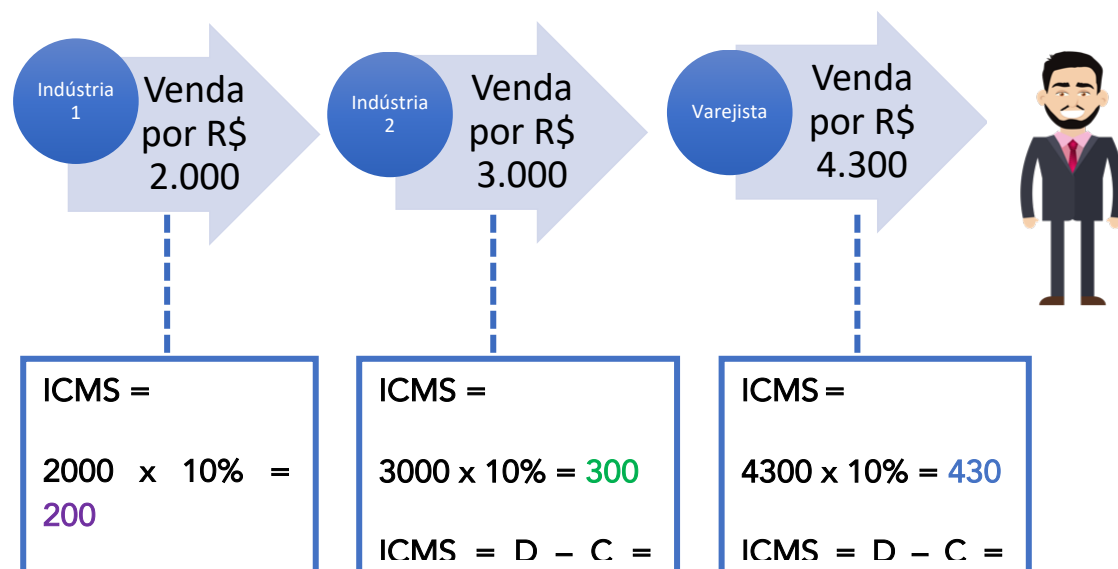 Indústria
1
Venda
por R$
2.000
Indústria
2
Venda
por R$
3.000
Varejista
Venda
por R$
4.300
ICMS =
2000 x 10% =
200
ICMS =
3000 x 10% = 300
ICMS = D – C =
ICMS =
4300 x 10% = 430
ICMS = D – C =